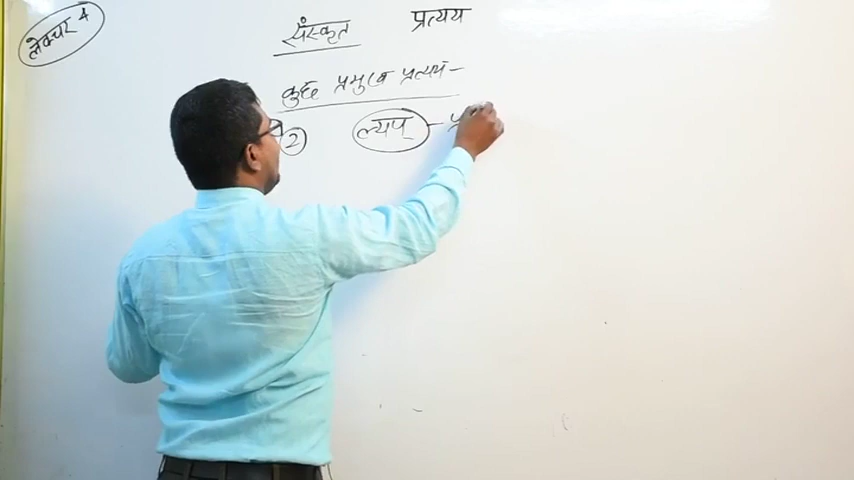 लेक्चर 4
संस्कृत प्रत्यय
कुछ प्रमुख प्रत्यय –
2 ल्यप् –